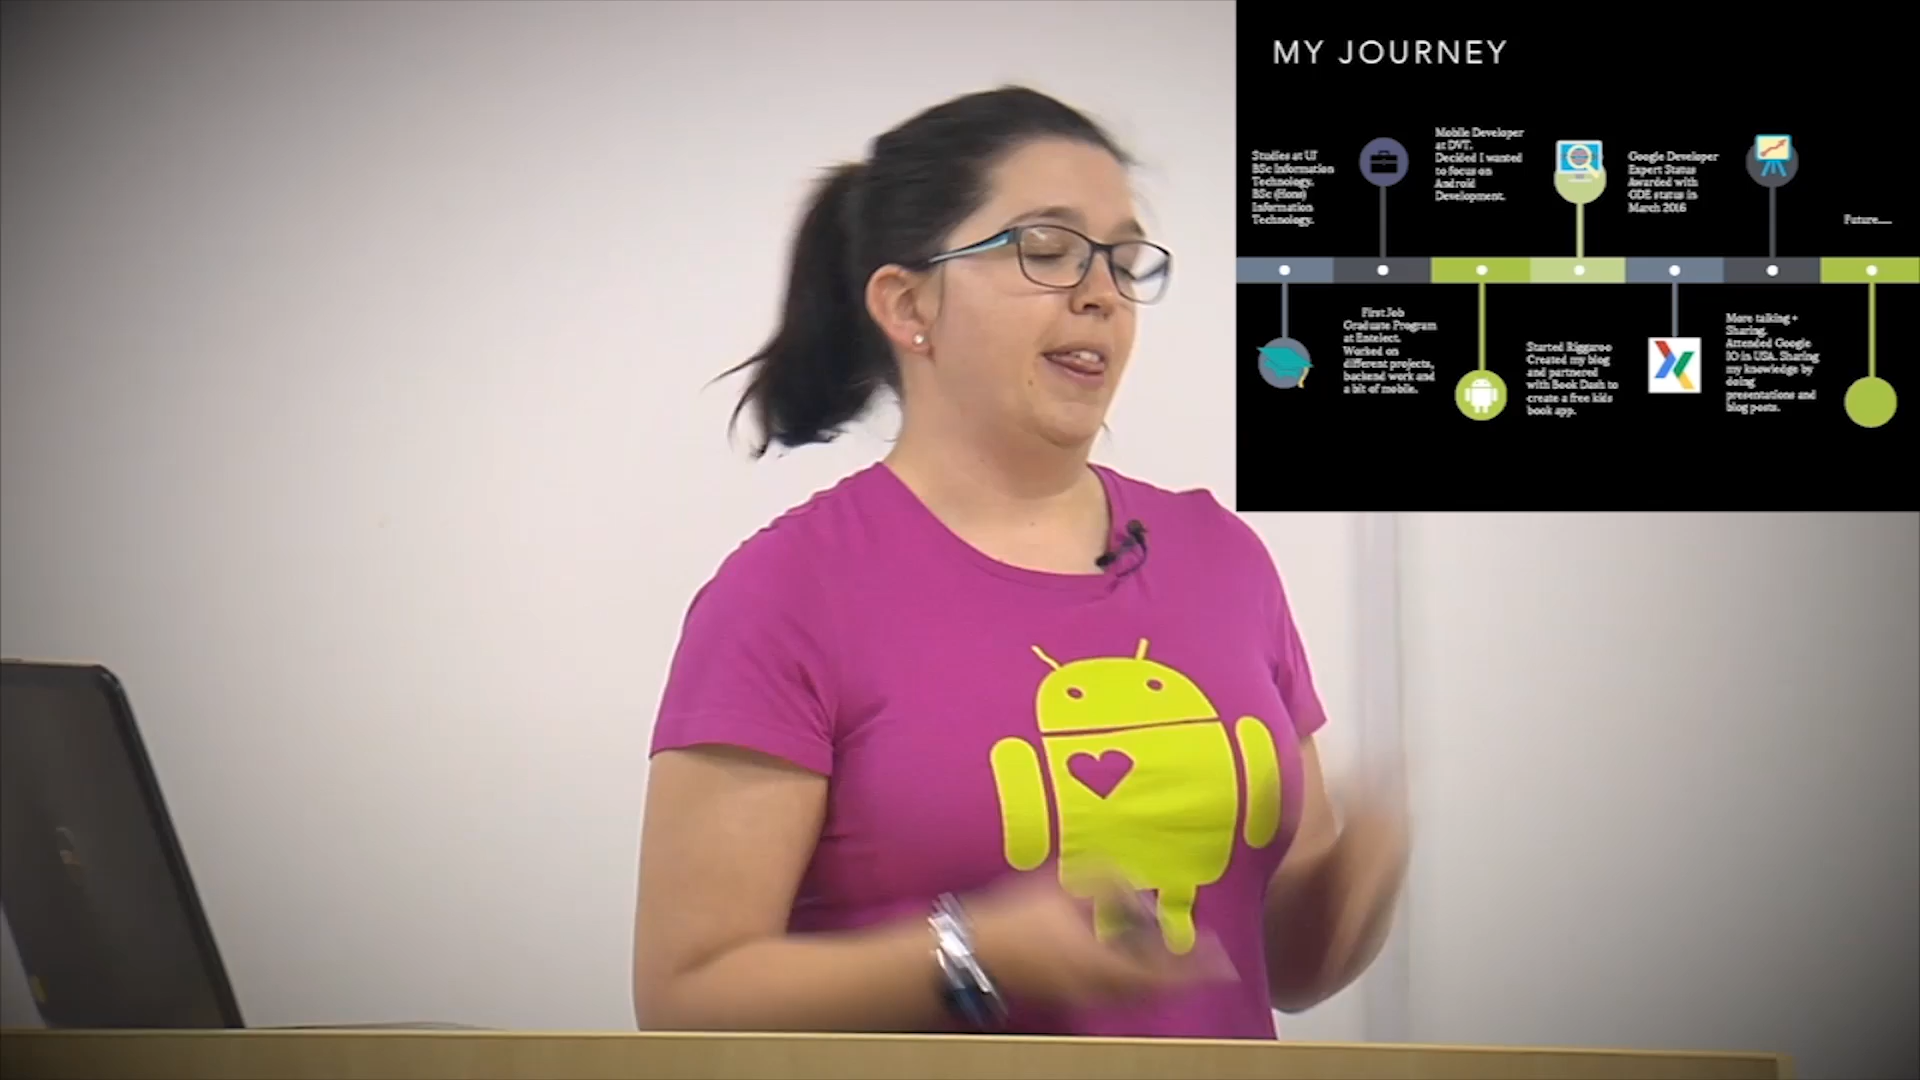 MY JOURNEY
Studies at UJ
BSc Information
Technology.
BSc (Hons)
Information
Technology.
First Job
Graduate Program
at Entelect.
Worked on
different projects,
backend work and
a bit of mobile.
Mobile Developer
at DVT.
Decided I wanted
to focus on
Android
Development.
Started Riggaroo
Created my blog
and partnered
with Book Dash to
create a free kids
book app.
Google Developer
Expert Status
Awarded with
GDE status in
March 2016
More talking +
Sharing.
Attended Google
IO in USA. Sharing
my knowledge by
doing
presentations and
blog posts.
Future.....